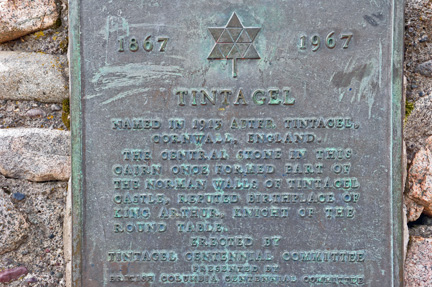 1867 1967
TINTAGEL
NAMED IN 1913 AFTER TINTAGEL,
CORNWALL, ENGLAND.
THE CENTRAL STONE IN THIS
CAIRN ONCE FORMED PART OF
THE NORMAN WALLS OF TINTAGEL
CASTLE, REPUTED BIRTHPLACE OF
KING ARTHUR, KNIGHT OF THE
ROUND TABLE.
ERECTED BY
TINTAGEL CENTENNIAL COMMITTEE
PRESENTED BY
BRITISH COLUMBIA CENTENNIAL COMMITTEE